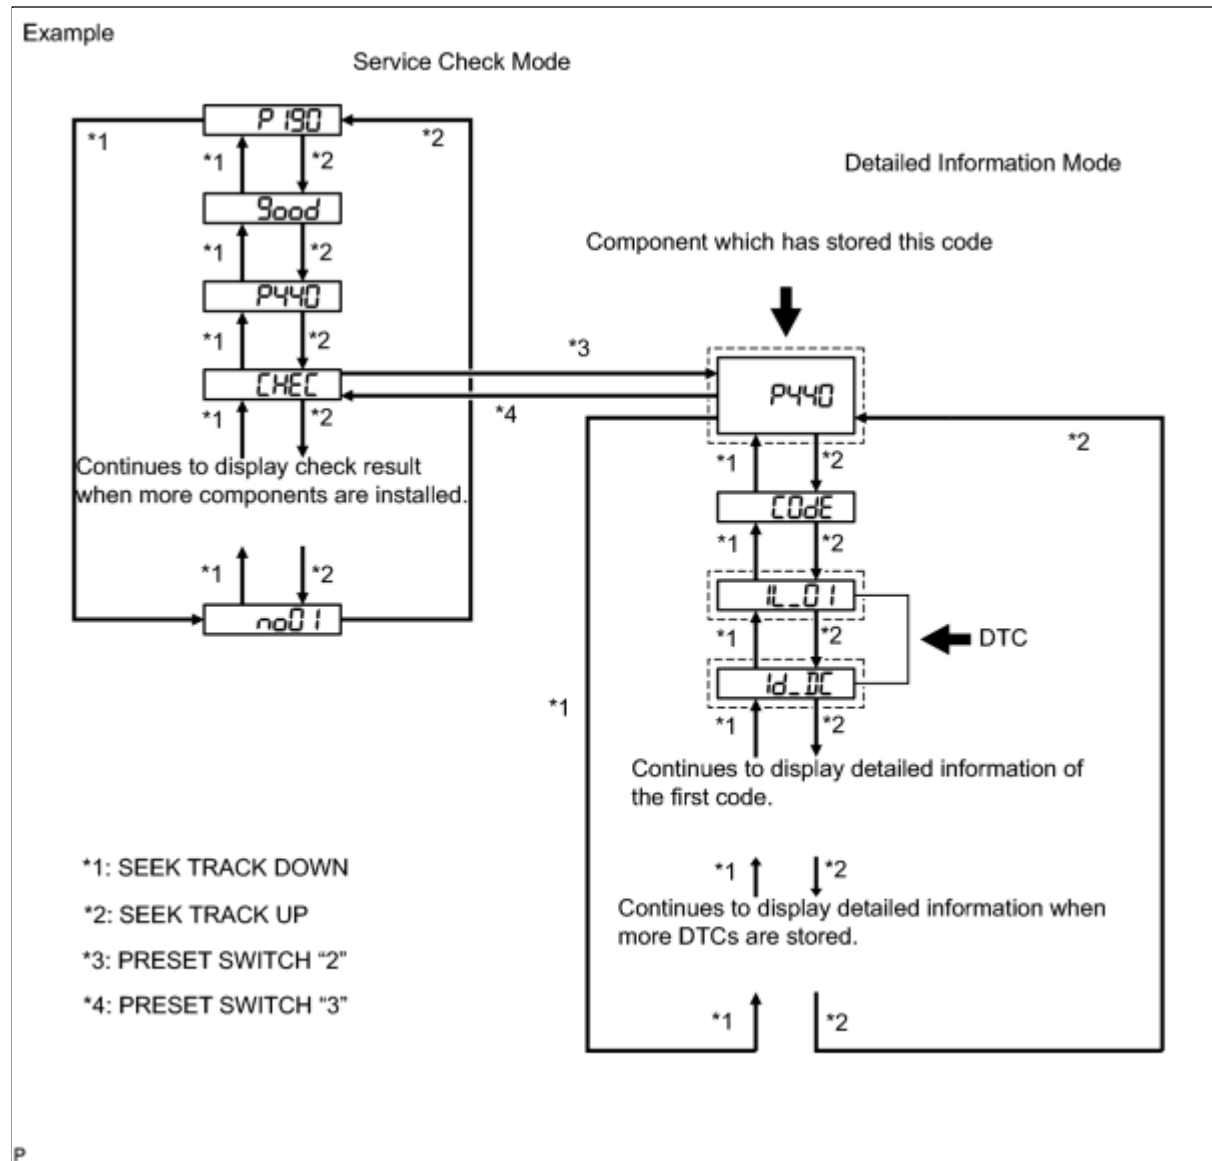 Example
Service Check Mode
P190
*1
*2
*1
*2
good
*1
*2
P440
*1
*2
CHEC
*1
*2
Continues to display check result
when more components are installed.
*1
*2
no01
*3
*4
Detailed Information Mode
Component which has stored this code
P440
*2
*1
*2
COdE
*1
*2
IL_01
*1
*2
DTC
Id_DC
*1
*1
*2
Continues to display detailed information of
the first code.
*1
*2
Continues to display detailed information when
more DTCs are stored.
*1
*2
*1: SEEK TRACK DOWN
*2: SEEK TRACK UP
*3: PRESET SWITCH “2”
*4: PRESET SWITCH “3”
P